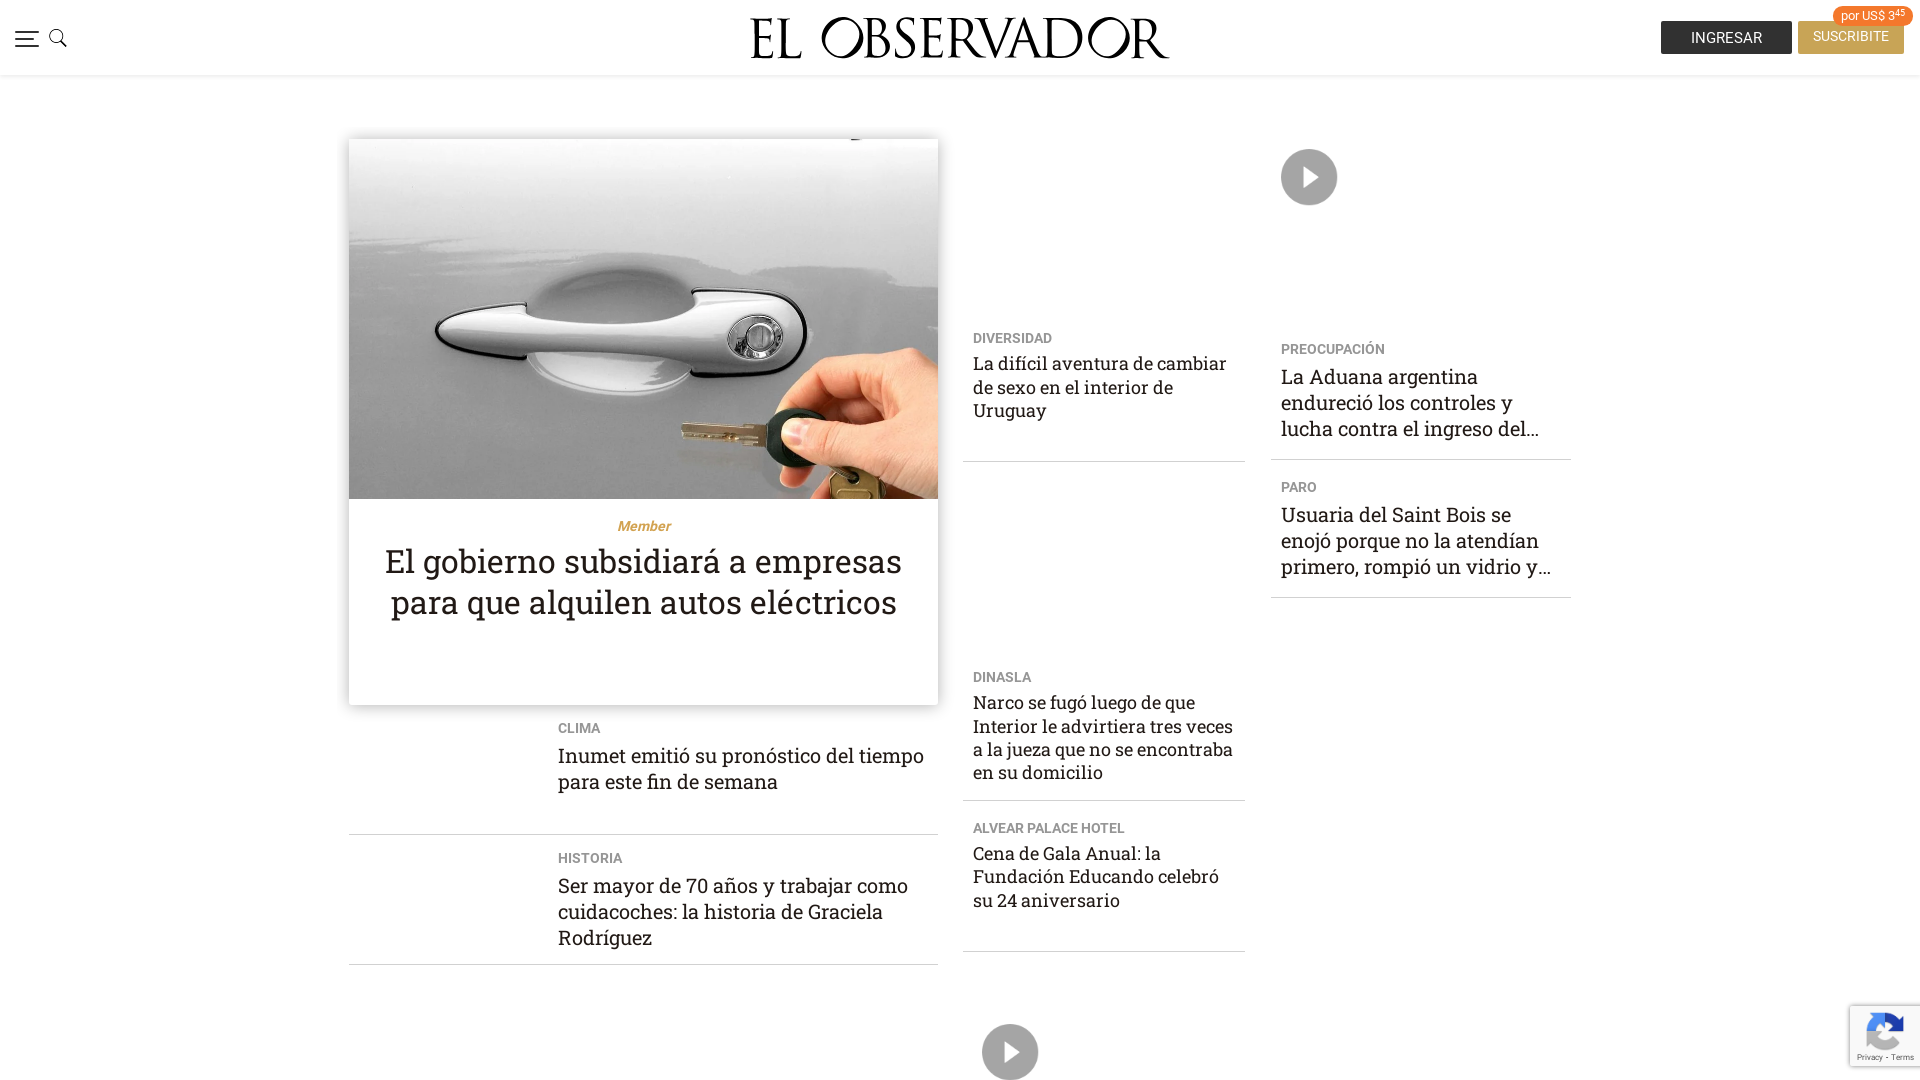 EL OBSERVADOR
INGRESAR
por US$ 3⁴⁵
SUSCRIBITE
Member
El gobierno subsidiará a empresas
para que alquilen autos eléctricos
CLIMA
Inumet emitió su pronóstico del tiempo
para este fin de semana
HISTORIA
Ser mayor de 70 años y trabajar como
cuidacoches: la historia de Graciela
Rodríguez
DIVERSIDAD
La difícil aventura de cambiar
de sexo en el interior de
Uruguay
DINASLA
Narco se fugó luego de que
Interior le advirtiera tres veces
a la jueza que no se encontraba
en su domicilio
ALVEAR PALACE HOTEL
Cena de Gala Anual: la
Fundación Educando celebró
su 24 aniversario
PREOCUPACIÓN
La Aduana argentina
endureció los controles y
lucha contra el ingreso del...
PARO
Usuaria del Saint Bois se
enojó porque no la atendían
primero, rompió un vidrio y...
Privacy - Terms